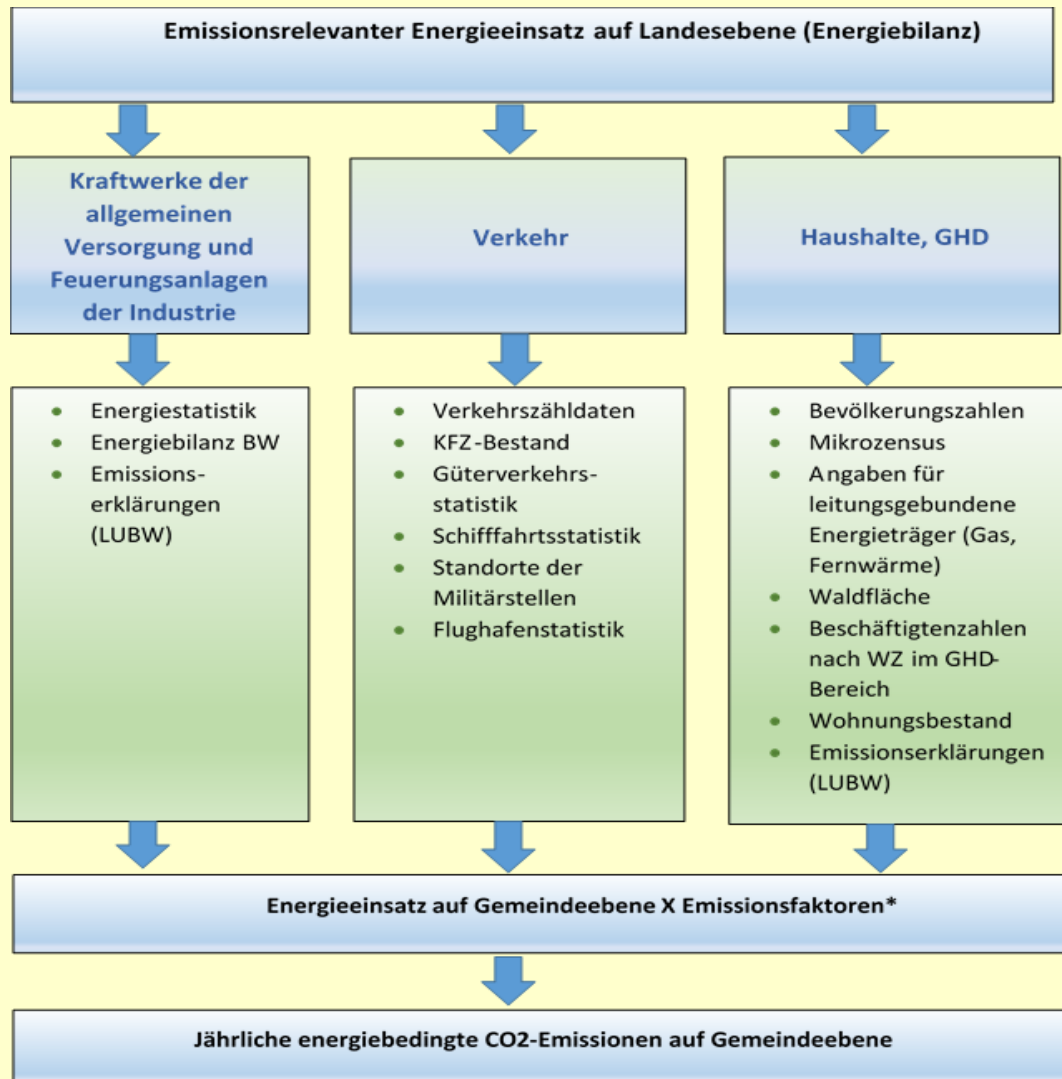 Emissionsrelevanter Energieeinsatz auf Landesebene (Energiebilanz)
Kraftwerke der
allgemeinen
Versorgung und
Feuerungsanlagen
der Industrie
Verkehr
Haushalte, GHD
• Energiestatistik
• Energiebilanz BW
• Emissions-
erklärungen
(LUBW)
• Verkehrszähldaten
• KFZ-Bestand
• Güterverkehrs-
statistik
• Schifffahrtsstatistik
• Standorte der
Militärstellen
• Flughafenstatistik
• Bevölkerungszahlen
• Mikrozensus
• Angaben für
leitungsgebundene
Energieträger (Gas,
Fernwärme)
• Waldfläche
• Beschäftigtenzahlen
nach WZ im GHD-
Bereich
• Wohnungsbestand
• Emissionserklärungen
(LUBW)
Energieeinsatz auf Gemeindeebene X Emissionsfaktoren*
Jährliche energiebedingte CO2-Emissionen auf Gemeindeebene